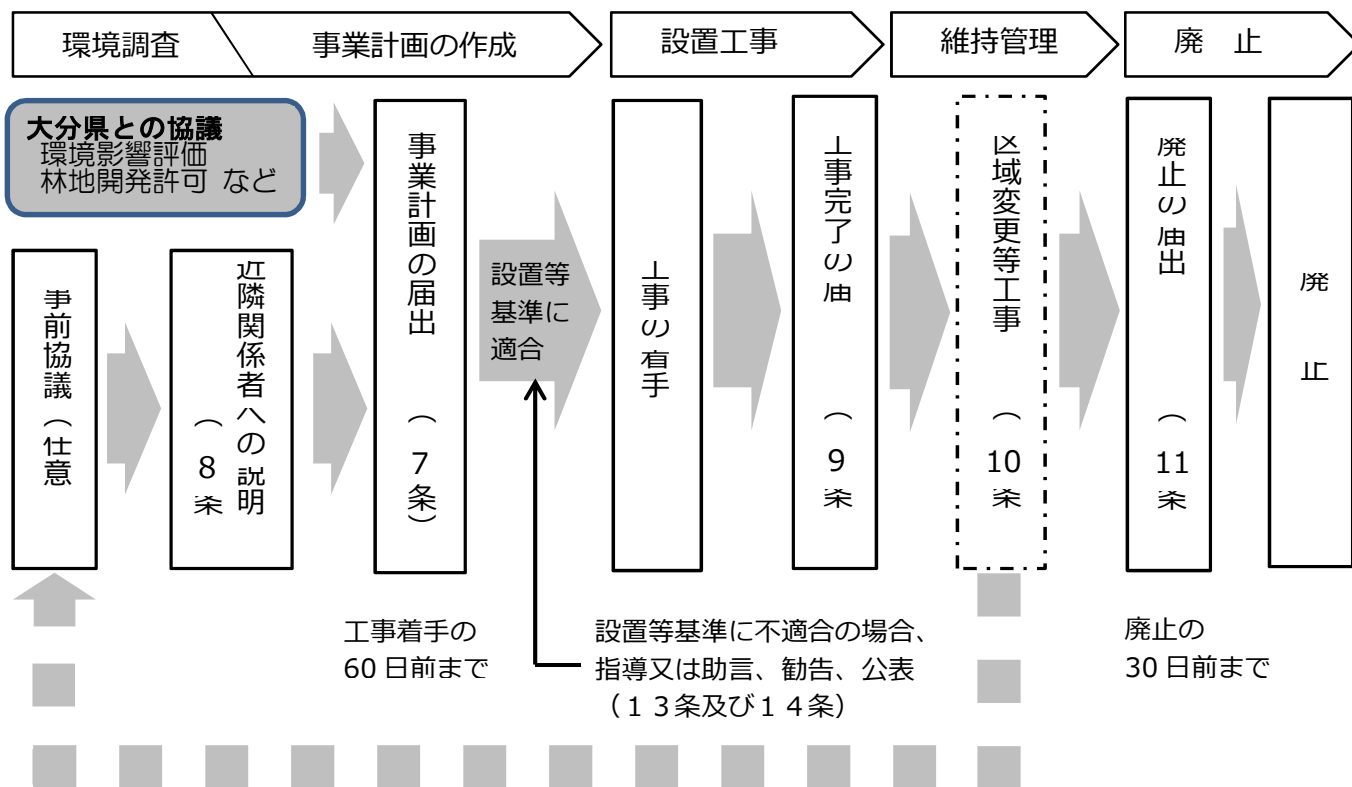 環境調査
事業計画の作成
設置工事
維持管理
廃 止
大分県との協議
環境影響評価
林地開発許可 など
事前協議（任意
近隣関係者への説明
（8条
事業計画の届出 （7条）
設置等
基準に
適合
工事の着手
工事完了の届 （9条
区域変更等工事 （10条
廃止の届出 （11条
廃 止
工事着手の
60日前まで
設置等基準に不適合の場合、
指導又は助言、勧告、公表
（１３条及び１４条）
廃止の
30日前まで